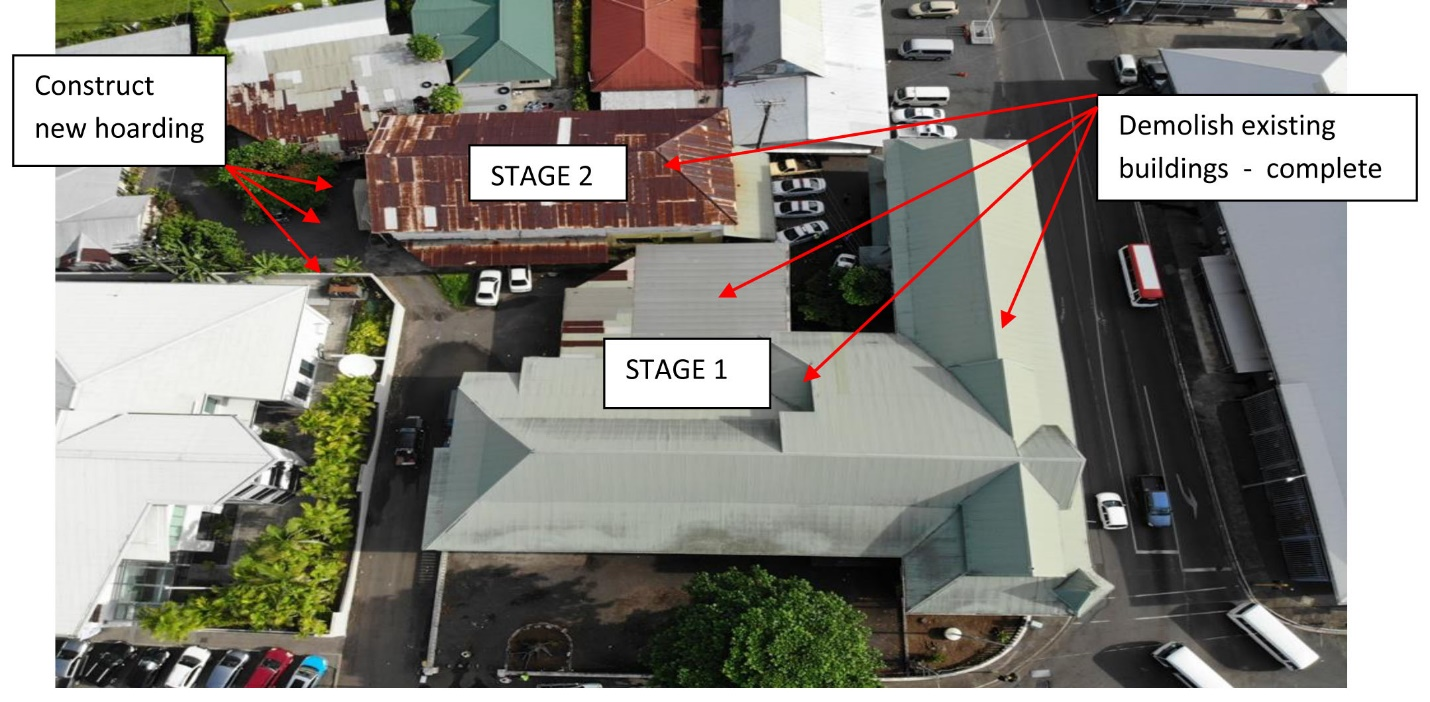 Construct
new hoarding
Demolish existing
buildings - complete
STAGE 2
STAGE 1